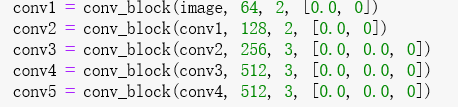 conv1 = conv_block(image, 64, 2, [0.0, 0])
conv2 = conv_block(conv1, 128, 2, [0.0, 0])
conv3 = conv_block(conv2, 256, 3, [0.0, 0.0, 0])
conv4 = conv_block(conv3, 512, 3, [0.0, 0.0, 0])
conv5 = conv_block(conv4, 512, 3, [0.0, 0.0, 0])